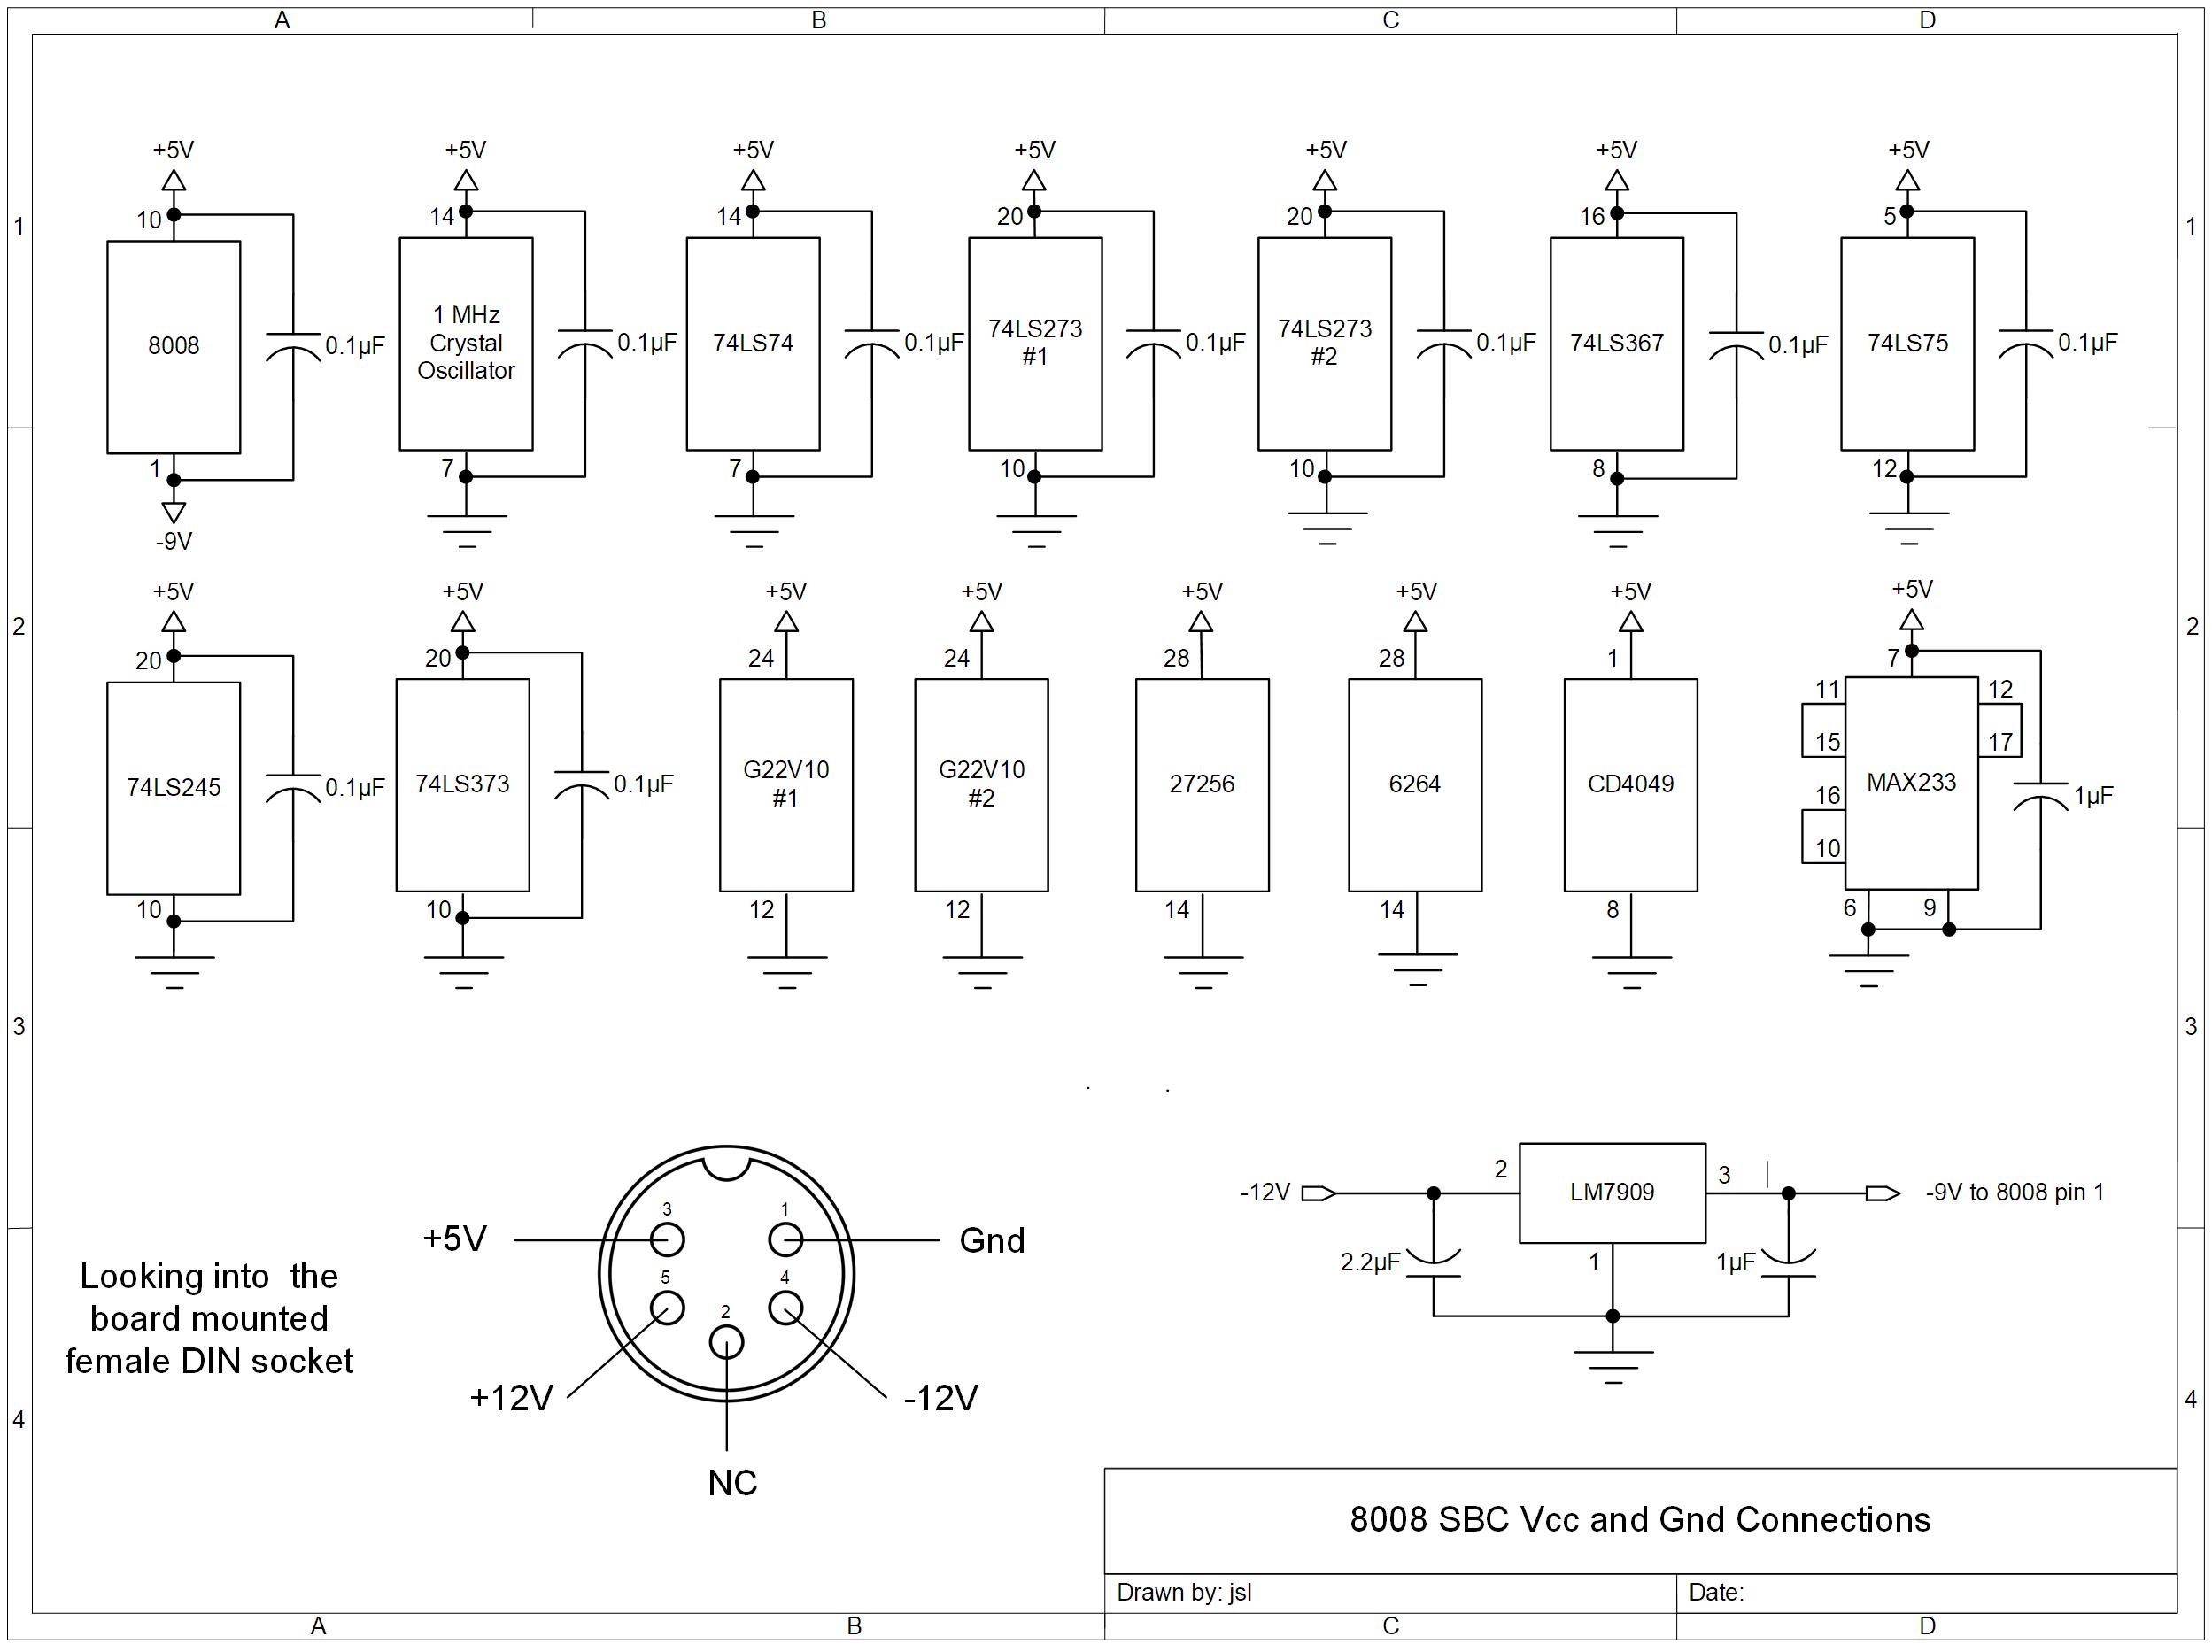 A B C D
+5V +5V +5V +5V +5V +5V +5V
10 14 14 20 20 16 5
1 1
8008 0.1µF
1 MHz
Crystal
Oscillator
0.1µF
74LS74 0.1µF
74LS273
#1
0.1µF
74LS273
#2
0.1µF
74LS367 0.1µF
74LS75 0.1µF
1 7 7 10 10 8 12
-9V
+5V +5V +5V +5V +5V +5V +5V +5V
2 2
20 20 24 24 28 28 1 7
11 12
15 17
74LS245 0.1µF
74LS373 0.1µF
G22V10
#1
G22V10
#2
27256
6264
CD4049
MAX233
1µF
16
10
10 10 12 12 14 14 8 6 9
3 3
3 1
+5V Gnd
5 4
2
+12V -12V
NC
Looking into the
board mounted
female DIN socket
-12V 2 LM7909 3 -9V to 8008 pin 1
2.2µF 1 1µF
4 4
8008 SBC Vcc and Gnd Connections
Drawn by: jsl Date:
A B C D